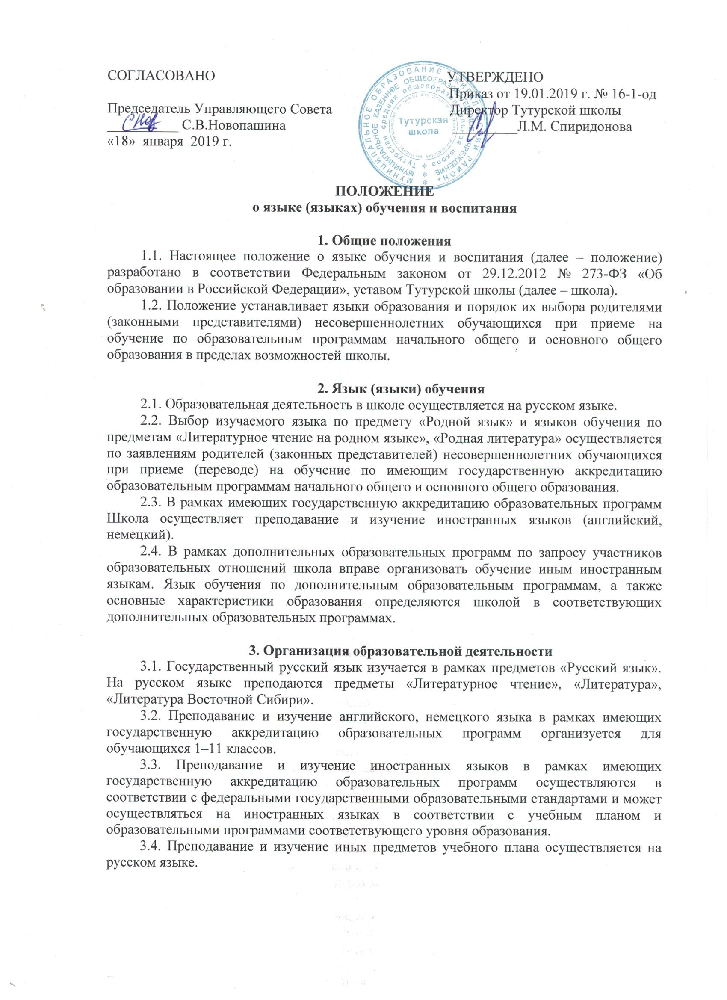 СОГЛАСОВАНО
УТВЕРЖДЕНО
Приказ от 19.01.2019 г. № 16-1-од
Председатель Управляющего Совета
Директор Тутурской школы
С.В.Новопашина
Л.М. Спиридонова
«18» января 2019 г.
МУНИЦИПАЛЬНОЕ ОБРАЗОВАНИЕ РАЙОН»
МУНИЦИПАЛЬНОЕ КАЗЕННОЕ ОБЩЕОБРАЗОВАТЕЛЬНОЕ УЧРЕЖДЕНИЕ
Тутурская средняя общеобразовательная школа
Тутурская
школа
ПОЛОЖЕНИЕ
о языке (языках) обучения и воспитания
1. Общие положения
1.1. Настоящее положение о языке обучения и воспитания (далее – положение)
разработано в соответствии Федеральным законом от 29.12.2012 № 273-ФЗ «Об
образовании в Российской Федерации», уставом Тутурской школы (далее – школа).
1.2. Положение устанавливает языки образования и порядок их выбора родителями
(законными представителями) несовершеннолетних обучающихся при приеме на
обучение по образовательным программам начального общего и основного общего
образования в пределах возможностей школы.
2. Язык (языки) обучения
2.1. Образовательная деятельность в школе осуществляется на русском языке.
2.2. Выбор изучаемого языка по предмету «Родной язык» и языков обучения по
предметам «Литературное чтение на родном языке», «Родная литература» осуществляется
по заявлениям родителей (законных представителей) несовершеннолетних обучающихся
при приеме (переводе) на обучение по имеющим государственную аккредитацию
образовательным программам начального общего и основного общего образования.
2.3. В рамках имеющих государственную аккредитацию образовательных программ
Школа осуществляет преподавание и изучение иностранных языков (английский,
немецкий).
2.4. В рамках дополнительных образовательных программ по запросу участников
образовательных отношений школа вправе организовать обучение иным иностранным
языкам. Язык обучения по дополнительным образовательным программам, а также
основные характеристики образования определяются школой в соответствующих
дополнительных образовательных программах.
3. Организация образовательной деятельности
3.1. Государственный русский язык изучается в рамках предметов «Русский язык».
На русском языке преподаются предметы «Литературное чтение», «Литература»,
«Литература Восточной Сибири».
3.2. Преподавание и изучение английского, немецкого языка в рамках имеющих
государственную аккредитацию образовательных программ организуется для
обучающихся 1–11 классов.
3.3. Преподавание и изучение иностранных языков в рамках имеющих
государственную аккредитацию образовательных программ осуществляются в
соответствии с федеральными государственными образовательными стандартами и может
осуществляться на иностранных языках в соответствии с учебным планом и
образовательными программами соответствующего уровня образования.
3.4. Преподавание и изучение иных предметов учебного плана осуществляется на
русском языке.